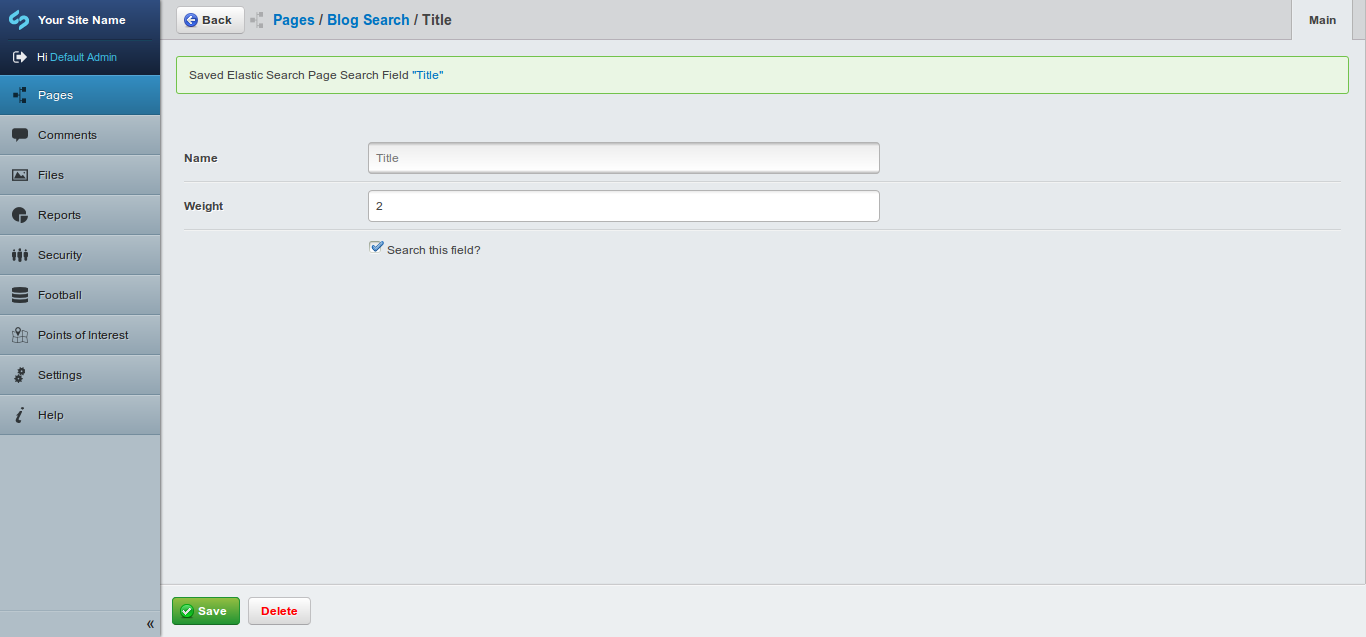 Your Site Name
Hi Default Admin
Pages
Comments
Files
Reports
Security
Football
Points of Interest
Settings
Help
«
Back
Pages / Blog Search / Title
Main
Saved Elastic Search Page Search Field "Title"
Name
Title
Weight
2
Search this field?
Save
Delete